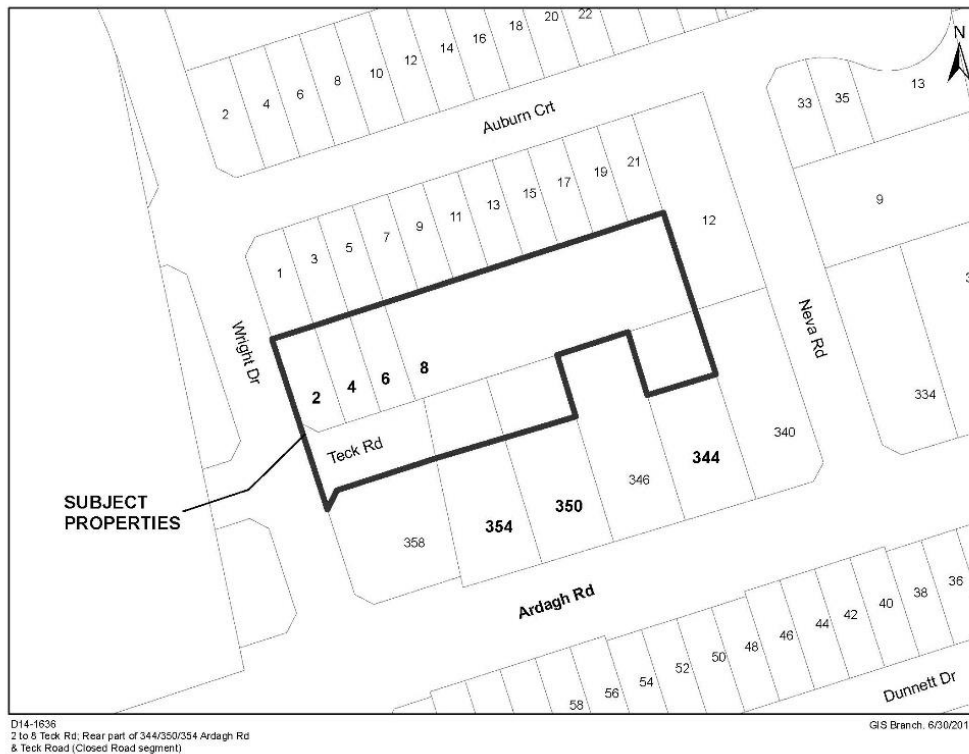 2 4 6 8 10 12 14 16 18 20 22
N
Auburn Crt
33 35 13
9
1 3 5 7 9 11 13 15 17 19 21
12
Wright Dr
Neva Rd
2 4 6 8
Teck Rd
334
340
SUBJECT
PROPERTIES
358 354 350 346 344
Ardagh Rd
58 56 54 52 50 48 46 44 42 40 38 36
Dunnett Dr
D14-1636
2 to 8 Teck Rd; Rear part of 344/350/354 Ardagh Rd
& Teck Road (Closed Road segment)
GIS Branch. 6/30/201